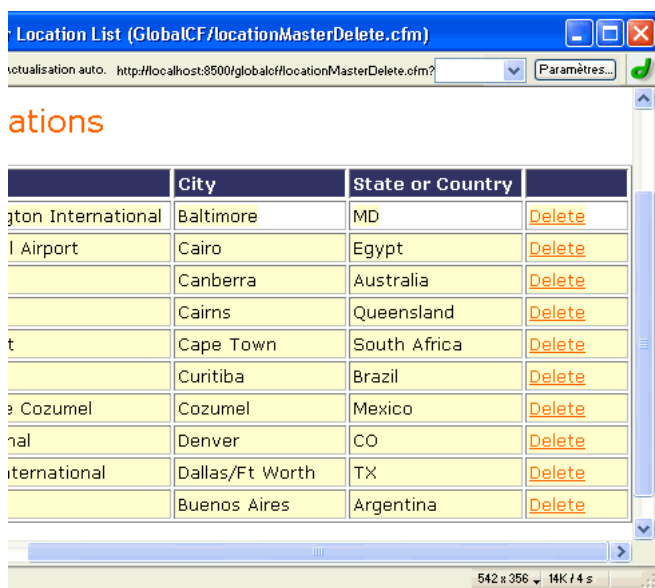 Location List (GlobalCF/locationMasterDelete.cfm)
Actualisation auto. http://localhost:8500/globalcf/locationMasterDelete.cfm? Paramètres...
ations
City State or Country
gton International Baltimore MD Delete
l Airport Cairo Egypt Delete
Canberra Australia Delete
Cairns Queensland Delete
t Cape Town South Africa Delete
Curitiba Brazil Delete
e Cozumel Cozumel Mexico Delete
nal Denver CO Delete
nternational Dallas/Ft Worth TX Delete
Buenos Aires Argentina Delete
542 x 356 14K / 4 s